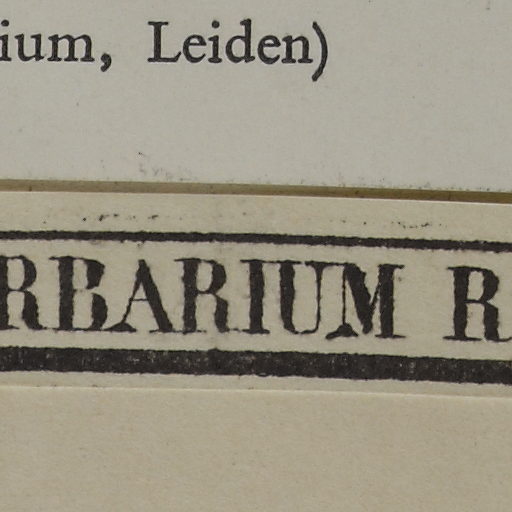 ium, Leiden)
RBARIUM R